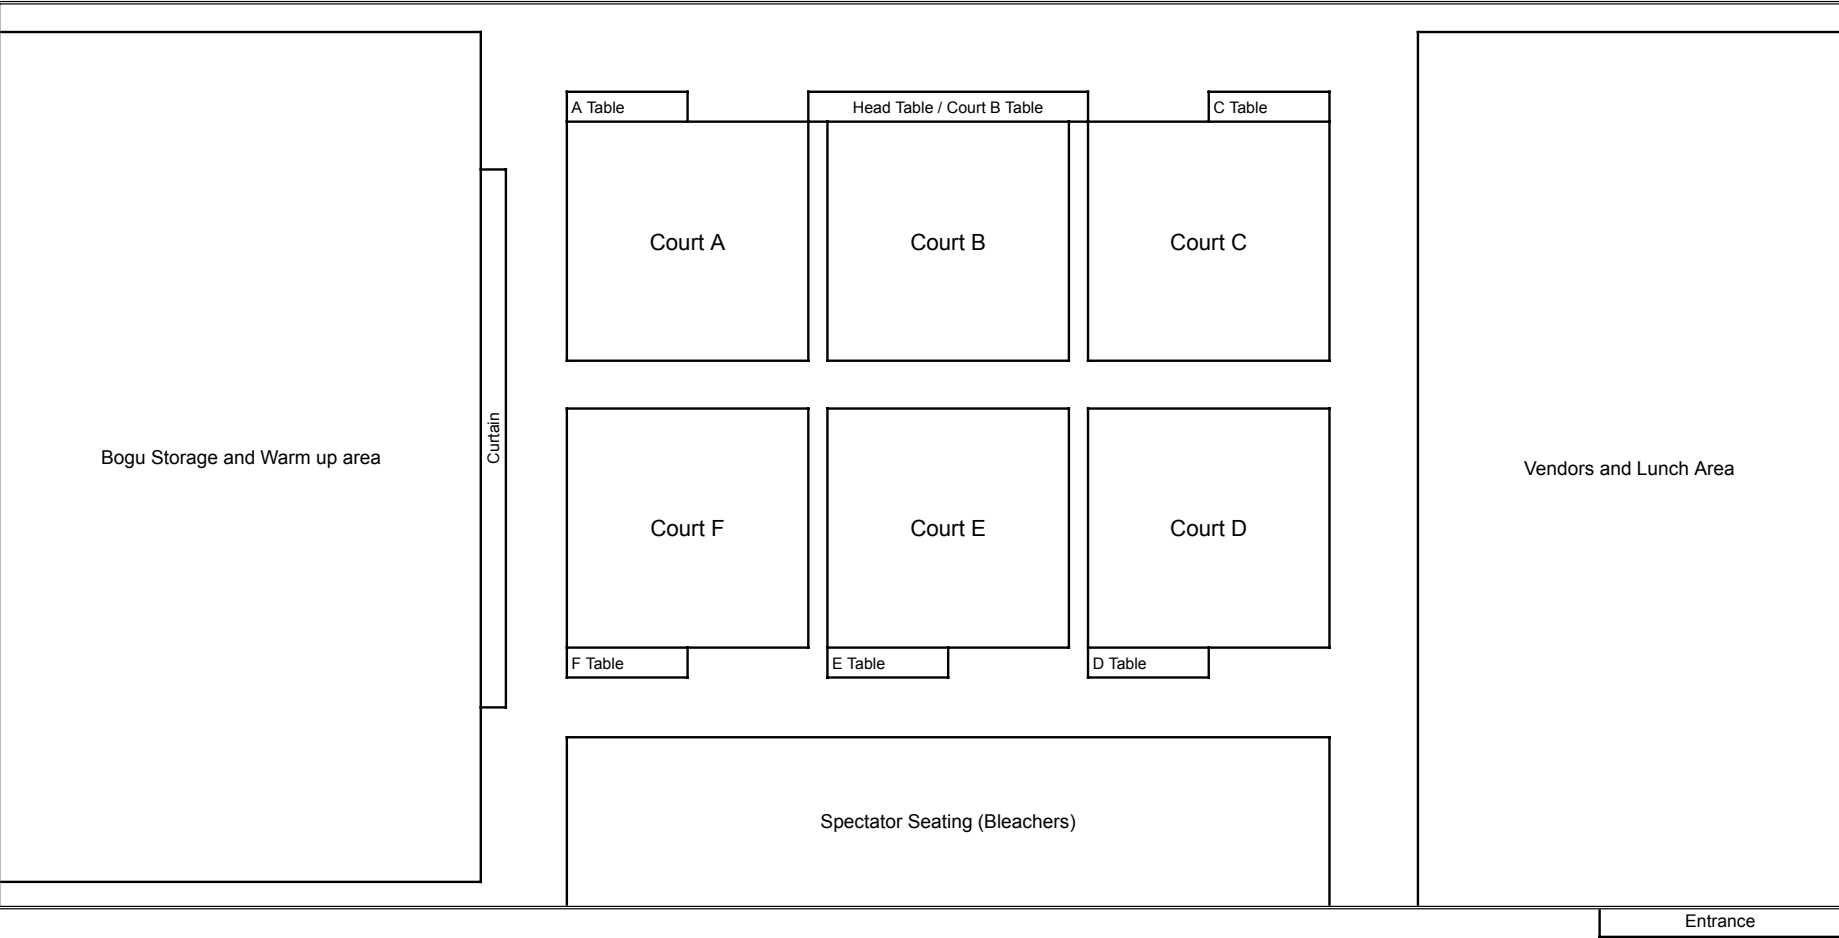 A Table
Head Table / Court B Table
C Table
Court A
Court B
Court C
Curtain
Bogu Storage and Warm up area
Vendors and Lunch Area
Court F
Court E
Court D
F Table
E Table
D Table
Spectator Seating (Bleachers)
Entrance